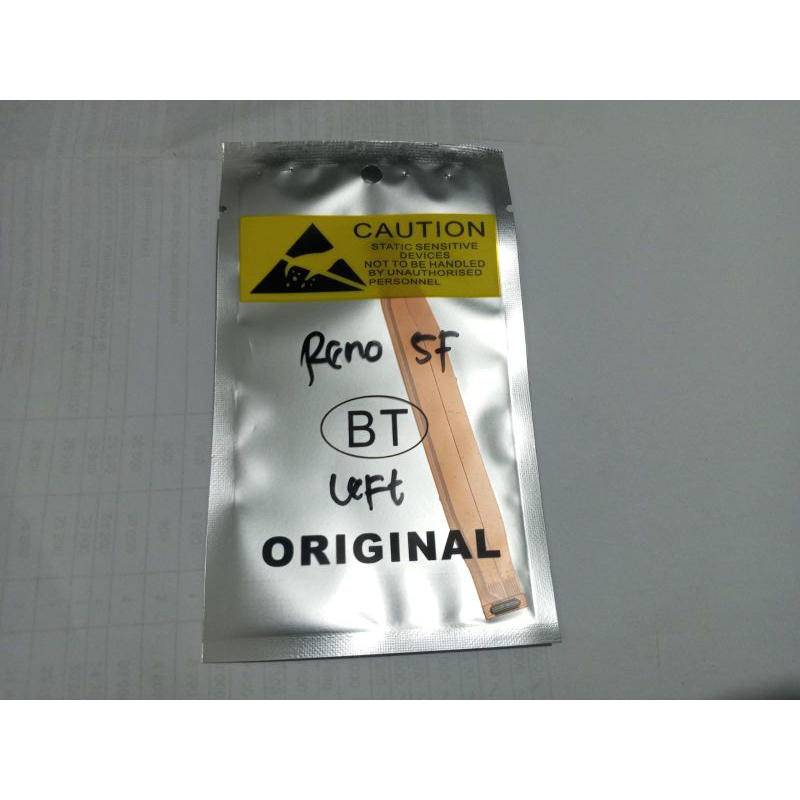 CAUTION
STATIC SENSITIVE
DEVICES
NOT TO BE HANDLED
BY UNAUTHORISED
PERSONNEL
Reno 5F
BT
Left
ORIGINAL